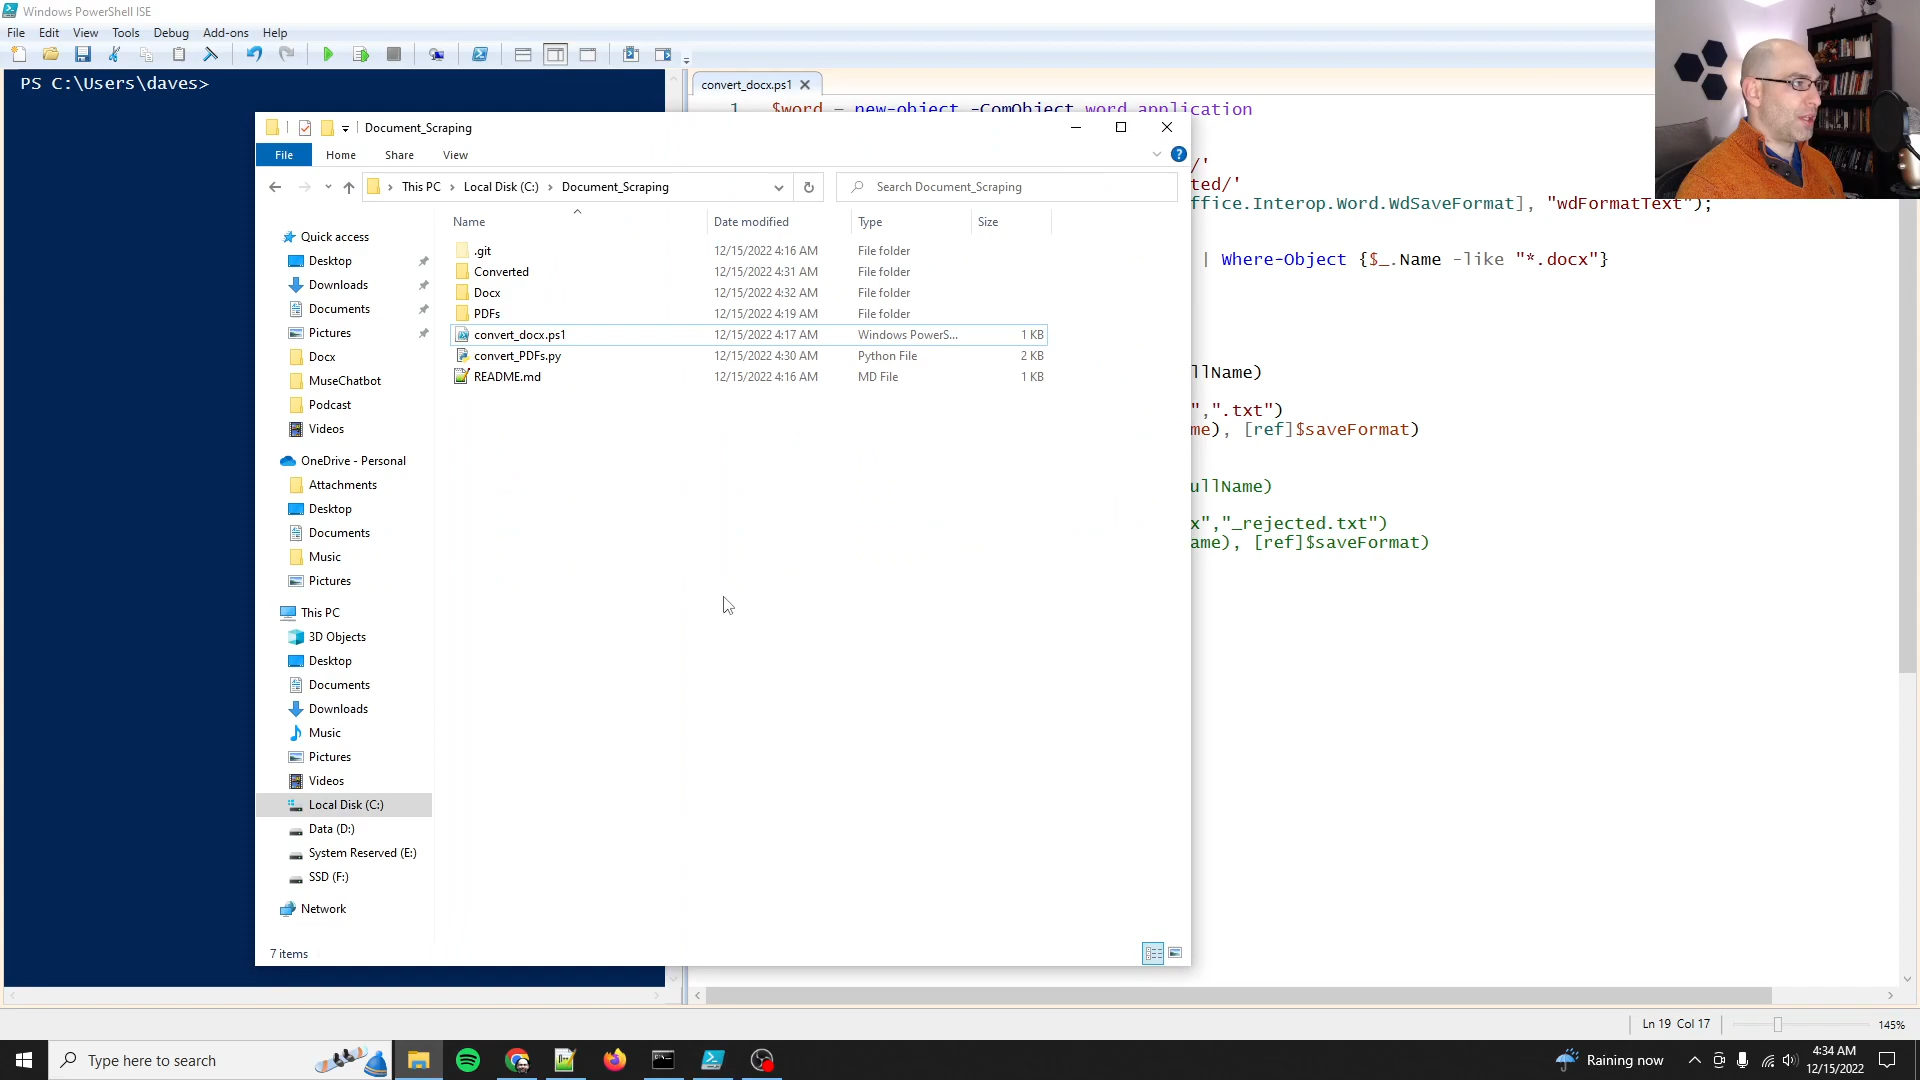 Windows PowerShell ISE
File Edit View Tools Debug Add-ons Help
PS C:\Users\daves>
convert_docx.ps1
1 $word = new-object -ComObject word.application
/'
ted/'
ffice.Interop.Word.WdSaveFormat], "wdFormatText");
| Where-Object {$_.Name -like "*.docx"}
llName)
",".txt")
me), [ref]$saveFormat)
ullName)
x","_rejected.txt")
ame), [ref]$saveFormat)
Document_Scraping
File Home Share View
This PC Local Disk (C:) Document_Scraping
Search Document_Scraping
Name Date modified Type Size
.git 12/15/2022 4:16 AM File folder
Converted 12/15/2022 4:31 AM File folder
Docx 12/15/2022 4:32 AM File folder
PDFs 12/15/2022 4:19 AM File folder
convert_docx.ps1 12/15/2022 4:17 AM Windows PowerS... 1 KB
convert_PDFs.py 12/15/2022 4:30 AM Python File 2 KB
README.md 12/15/2022 4:16 AM MD File 1 KB
Quick access
Desktop
Downloads
Documents
Pictures
Docx
MuseChatbot
Podcast
Videos
OneDrive - Personal
Attachments
Desktop
Documents
Music
Pictures
This PC
3D Objects
Desktop
Documents
Downloads
Music
Pictures
Videos
Local Disk (C:)
Data (D:)
System Reserved (E:)
SSD (F:)
Network
7 items
Ln 19 Col 17
145%
Type here to search
Raining now
4:34 AM
12/15/2022